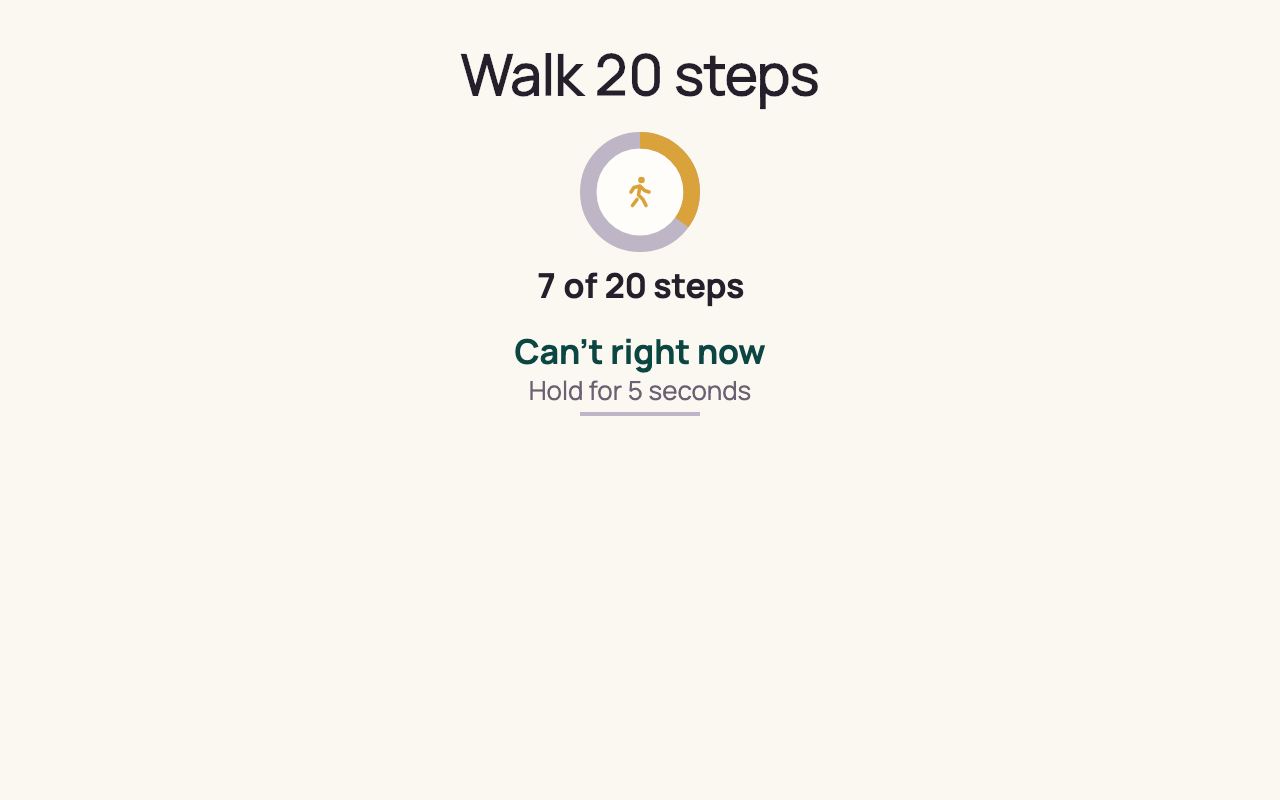 Walk 20 steps
7 of 20 steps
Can’t right now
Hold for 5 seconds